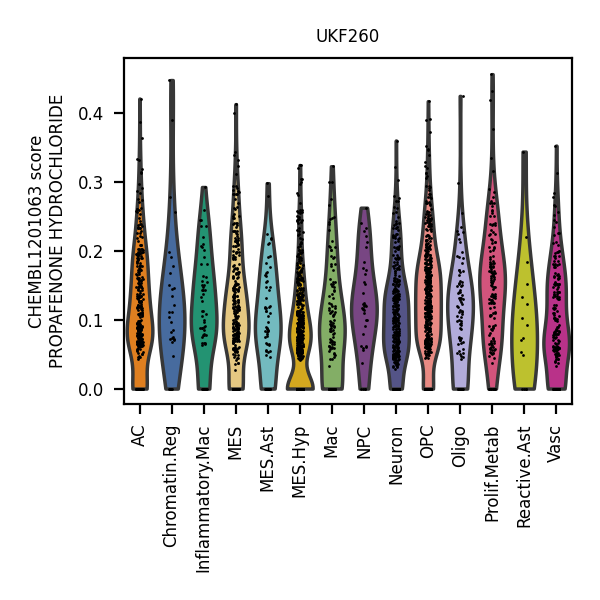 UKF260
CHEMBL1201063 score
PROPAFENONE HYDROCHLORIDE
0.4
0.3
0.2
0.1
0.0
AC
Chromatin.Reg
Inflammatory.Mac
MES
MES.Ast
MES.Hyp
Mac
NPC
Neuron
OPC
Oligo
Prolif.Metab
Reactive.Ast
Vasc